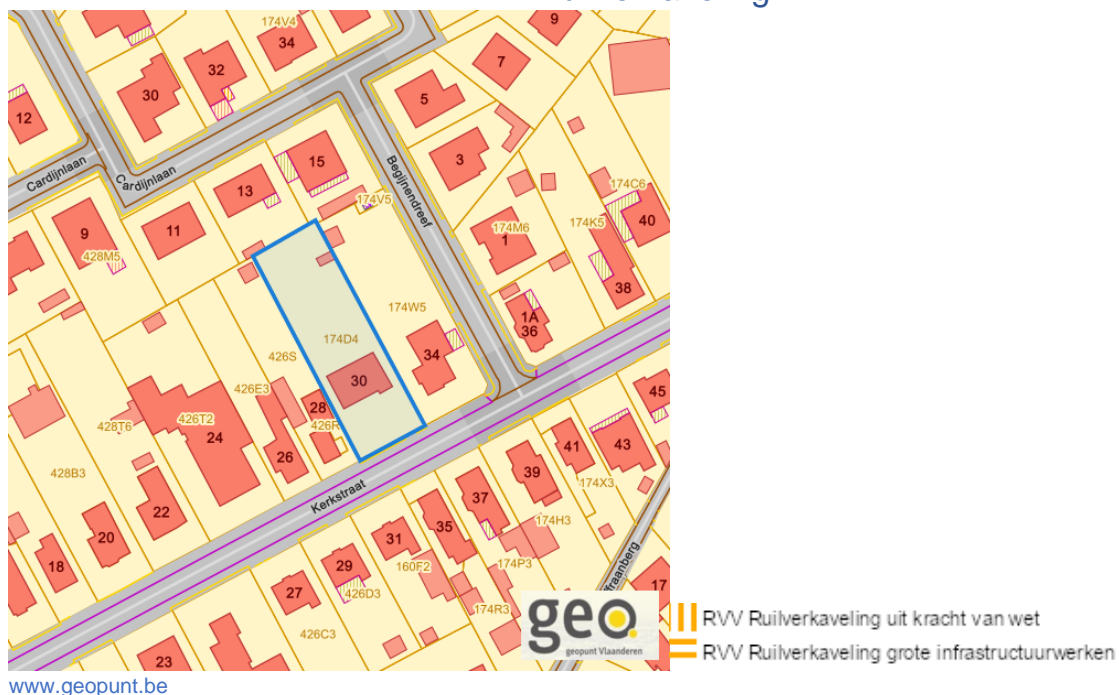 174V4
34
9
7
32
30
5
12
Cardijnlaan
Cardijnlaan
15
3
13
174V5
Begijnendreef
174C6
40
9
11
174M6
1
174K5
428M5
38
174W5
1A
36
174D4
34
426S
30
45
426E3
28
426R
428T6
426T2
24
43
41
26
39
174X3
428B3
Kerkstraat
37
22
35
174H3
20
31
18
29
160F2
174P3
ffraanberg
17
27
426D3
174R3
426C3
23
geo.
geopunt Vlaanderen
RVV Ruilverkaveling uit kracht van wet
RVV Ruilverkaveling grote infrastructuurwerken
www.geopunt.be